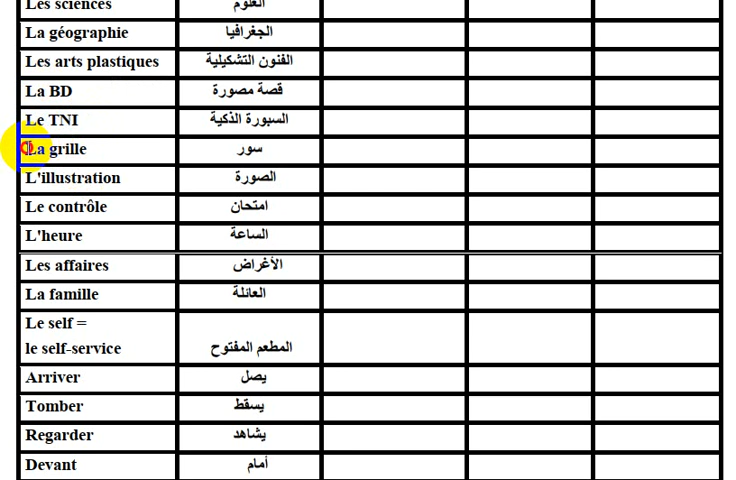 Les sciences العلوم
La géographie الجغرافيا
Les arts plastiques الفنون التشكيلية
La BD قصة مصورة
Le TNI السبورة الذكية
La grille سور
L'illustration الصورة
Le contrôle امتحان
L'heure الساعة
Les affaires الأغراض
La famille العائلة
Le self =
le self-service المطعم المفتوح
Arriver يصل
Tomber يسقط
Regarder يشاهد
Devant أمام